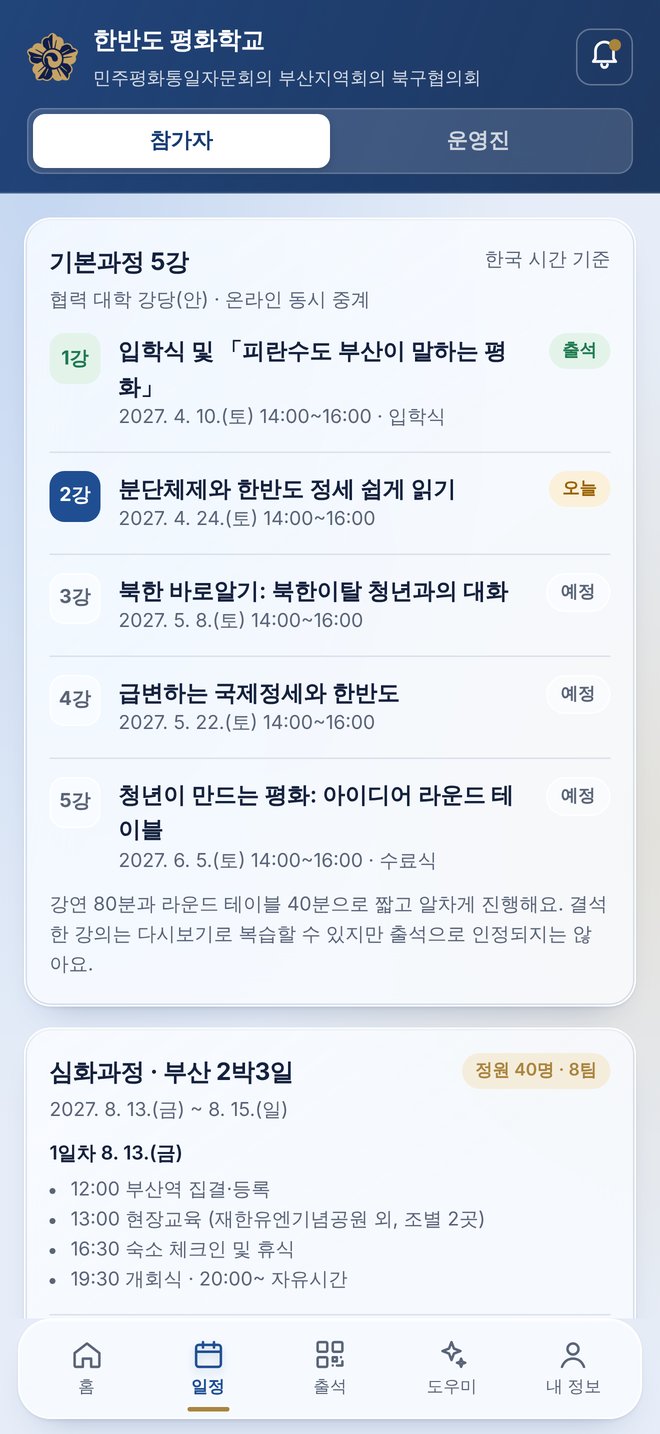 한반도 평화학교
민주평화통일자문회의 부산지역회의 북구협의회
참가자
운영진
기본과정 5강
한국 시간 기준
협력 대학 강당(안) · 온라인 동시 중계
1강
입학식 및 「피란수도 부산이 말하는 평
화」
출석
2027. 4. 10.(토) 14:00~16:00 · 입학식
2강
분단체제와 한반도 정세 쉽게 읽기
오늘
2027. 4. 24.(토) 14:00~16:00
3강
북한 바로알기: 북한이탈 청년과의 대화
예정
2027. 5. 8.(토) 14:00~16:00
4강
급변하는 국제정세와 한반도
예정
2027. 5. 22.(토) 14:00~16:00
5강
청년이 만드는 평화: 아이디어 라운드 테
이블
예정
2027. 6. 5.(토) 14:00~16:00 · 수료식
강연 80분과 라운드 테이블 40분으로 짧고 알차게 진행해요. 결석
한 강의는 다시보기로 복습할 수 있지만 출석으로 인정되지는 않
아요.
심화과정 · 부산 2박3일
정원 40명 · 8팀
2027. 8. 13.(금) ~ 8. 15.(일)
1일차 8. 13.(금)
• 12:00 부산역 집결·등록
• 13:00 현장교육 (재한유엔기념공원 외, 조별 2곳)
• 16:30 숙소 체크인 및 휴식
• 19:30 개회식 · 20:00~ 자유시간
홈
일정
출석
도우미
내 정보